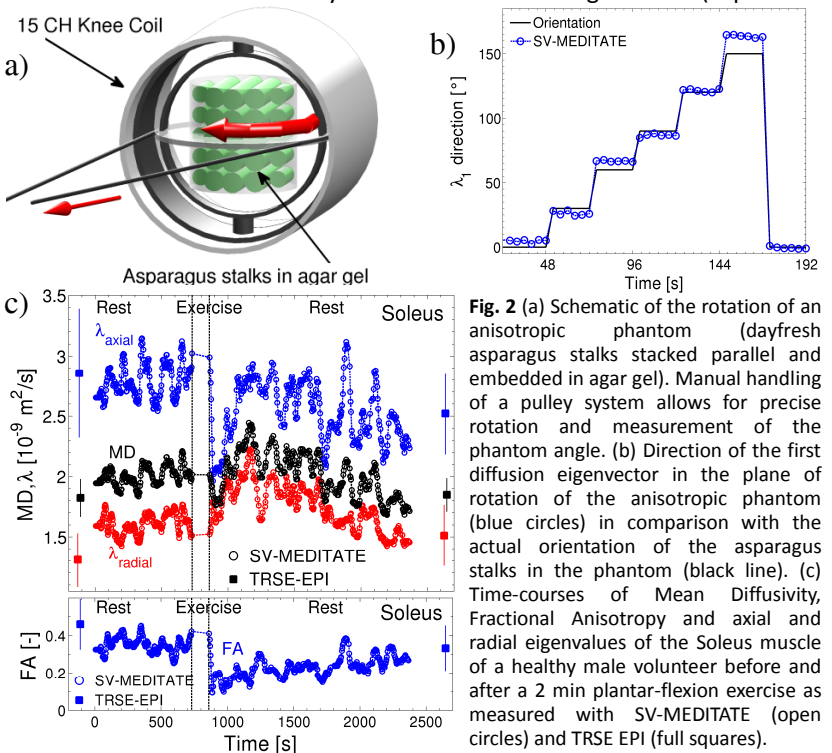 15 CH Knee Coil
a)
Asparagus stalks in agar gel
b)
Orientation
SV-MEDITATE
λ1 direction [°]
150
100
50
0
48 96 144 192
Time [s]
c)
3.5
3
2.5
2
1.5
MD,λ [10-9 m2/s]
Rest Exercise Rest Soleus
λaxial
MD
λradial
SV-MEDITATE
TRSE-EPI
Rest Exercise Rest Soleus
0.4
0.2
0
FA [-]
FA
SV-MEDITATE
TRSE-EPI
0 500 1000 1500 2000 2500
Time [s]
Fig. 2 (a) Schematic of the rotation of an
anisotropic phantom (dayfresh
asparagus stalks stacked parallel and
embedded in agar gel). Manual handling
of a pulley system allows for precise
rotation and measurement of the
phantom angle. (b) Direction of the first
diffusion eigenvector in the plane of
rotation of the anisotropic phantom
(blue circles) in comparison with the
actual orientation of the asparagus
stalks in the phantom (black line). (c)
Time-courses of Mean Diffusivity,
Fractional Anisotropy and axial and
radial eigenvalues of the Soleus muscle
of a healthy male volunteer before and
after a 2 min plantar-flexion exercise as
measured with SV-MEDITATE (open
circles) and TRSE EPI (full squares).